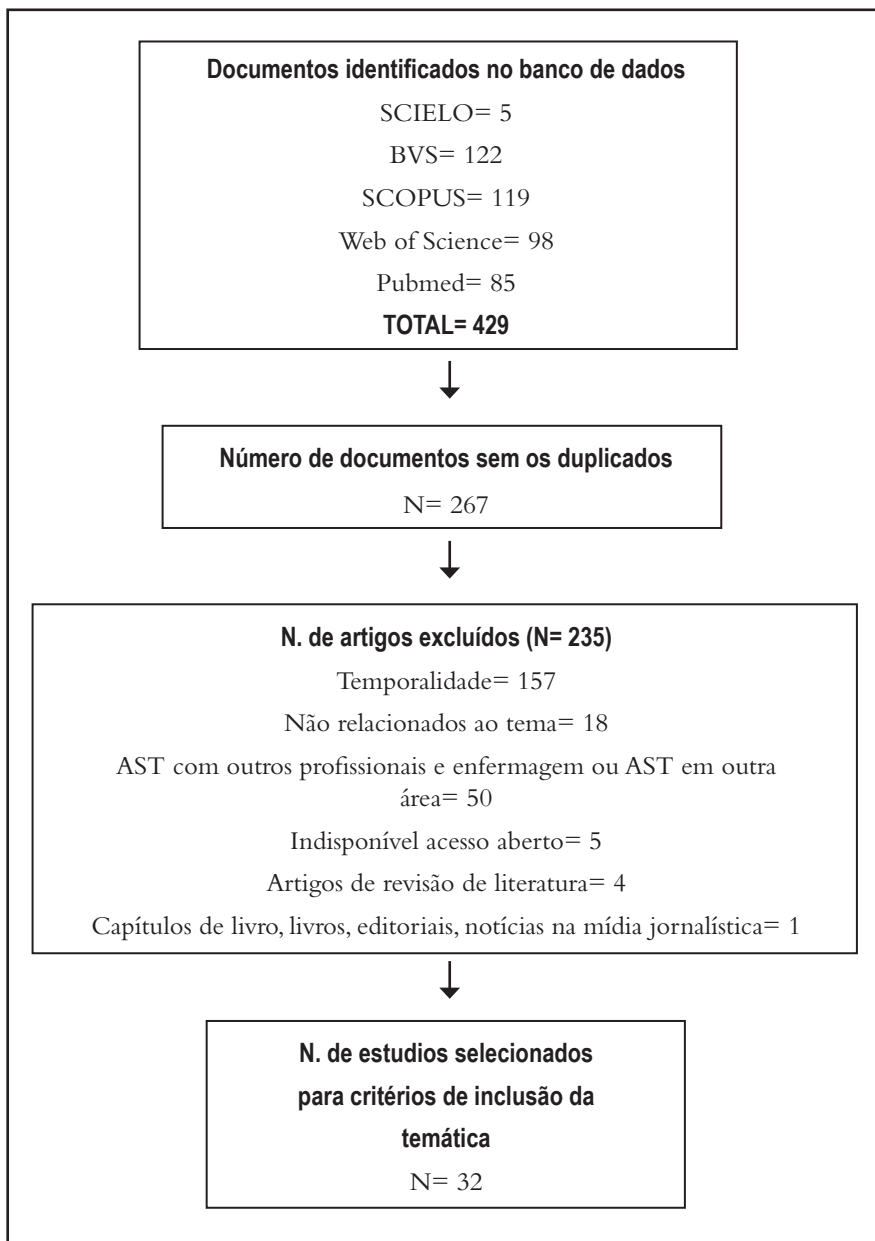 Documentos identificados no banco de dados
SCIELO= 5
BVS= 122
SCOPUS= 119
Web of Science= 98
Pubmed= 85
TOTAL= 429
Número de documentos sem os duplicados
N= 267
N. de artigos excluídos (N= 235)
Temporalidade= 157
Não relacionados ao tema= 18
AST com outros profissionais e enfermagem ou AST em outra
área= 50
Indisponível acesso aberto= 5
Artigos de revisão de literatura= 4
Capítulos de livro, livros, editoriais, notícias na mídia jornalística= 1
N. de estudios selecionados
para critérios de inclusão da
temática
N= 32